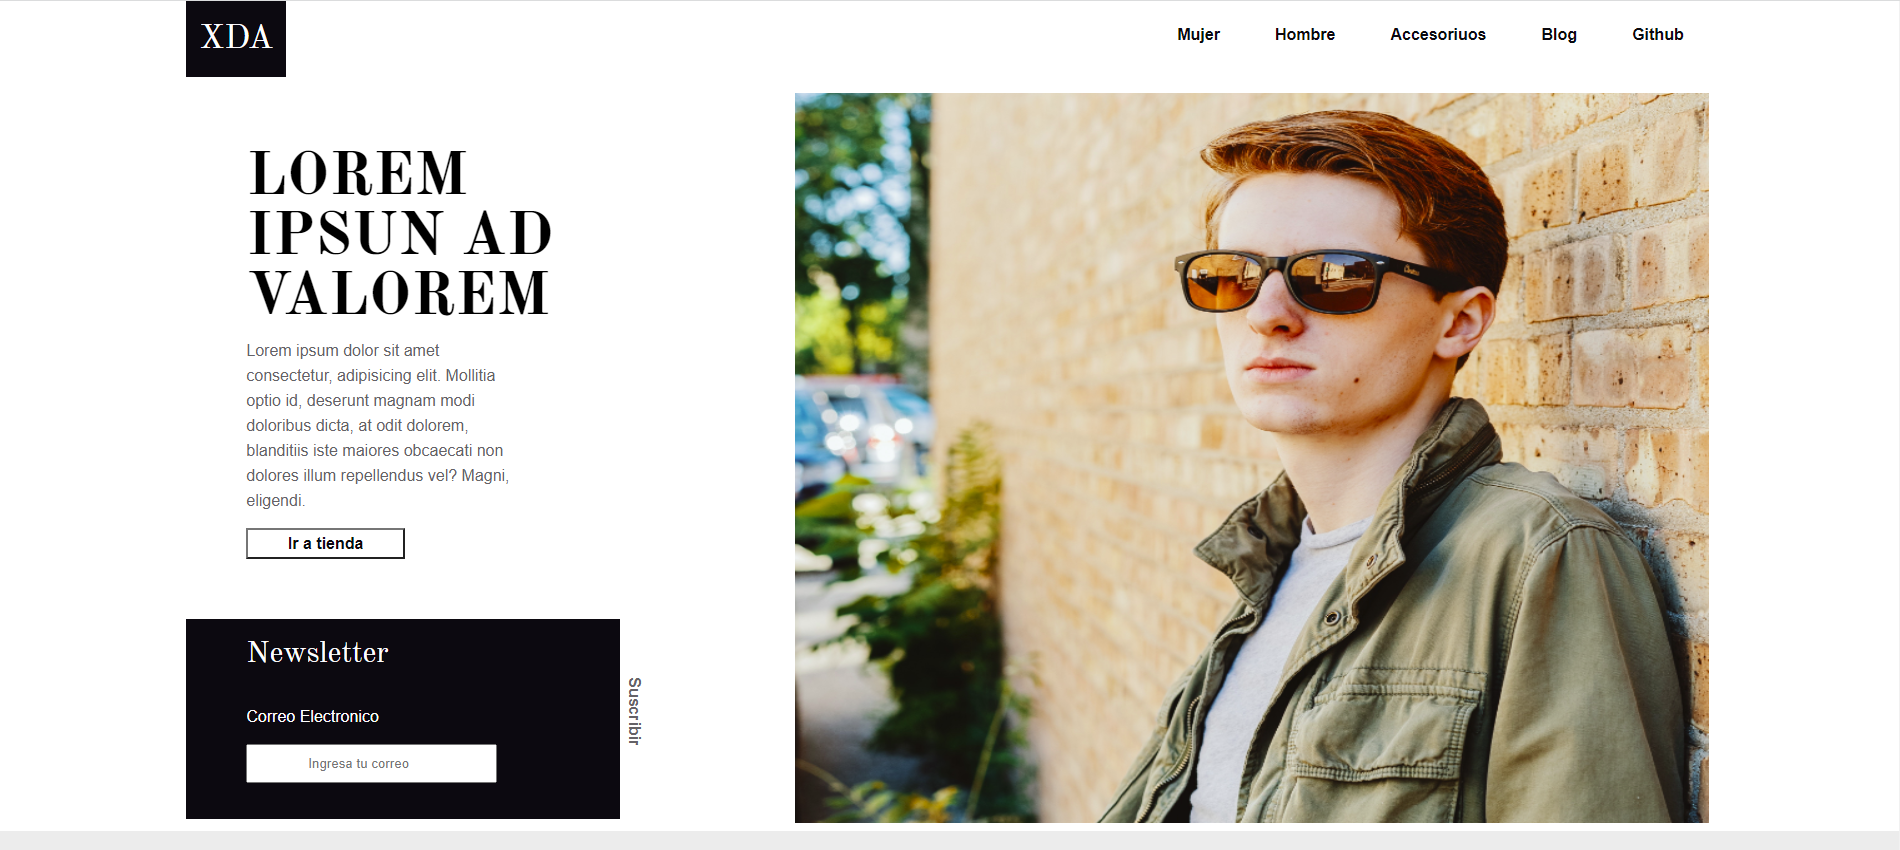 XDA
Mujer Hombre Accesoriuos Blog Github
LOREM
IPSUN AD
VALOREM
Lorem ipsum dolor sit amet
consectetur, adipisicing elit. Mollitia
optio id, deserunt magnam modi
doloribus dicta, at odit dolorem,
blanditiis iste maiores obcaecati non
dolores illum repellendus vel? Magni,
eligendi.
Ir a tienda
Newsletter
Correo Electronico
Ingresa tu correo
Suscribir